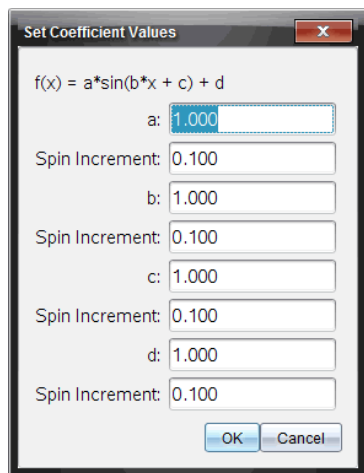 Set Coefficient Values
f(x) = a*sin(b*x + c) + d
a: 1.000
Spin Increment: 0.100
b: 1.000
Spin Increment: 0.100
c: 1.000
Spin Increment: 0.100
d: 1.000
Spin Increment: 0.100
OK Cancel